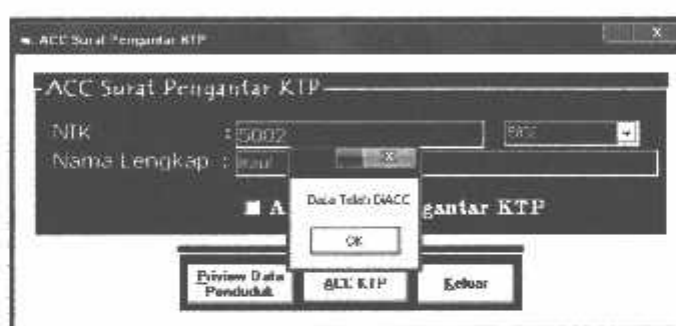 ACC Surat Pengantar KTP
ACC Surat Pengantar KTP
NIK : 5002 5002
Nama Lengkap :
x
Data Telah DiACC
OK
A gantar KTP
Priview Data Penduduk
ACC KTP
Keluar